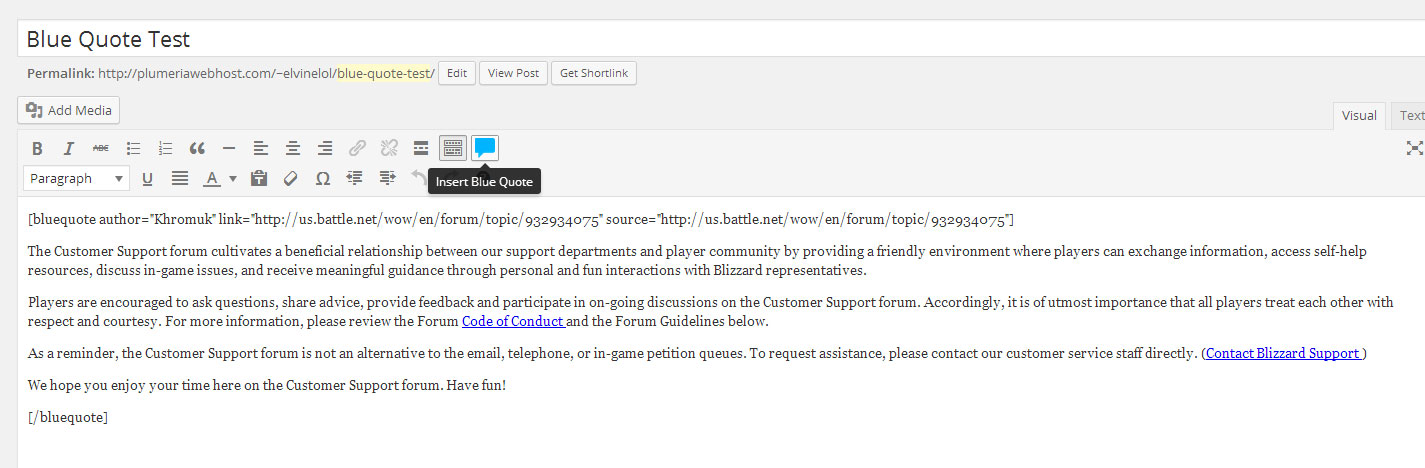 Blue Quote Test
Permalink: http://plumeriawebhost.com/~elvinelol/blue-quote-test/ Edit View Post Get Shortlink
Add Media
Visual Text
B I ABC
Paragraph U A Ω
Insert Blue Quote
[bluequote author="Khromuk" link="http://us.battle.net/wow/en/forum/topic/932934075" source="http://us.battle.net/wow/en/forum/topic/932934075"]
The Customer Support forum cultivates a beneficial relationship between our support departments and player community by providing a friendly environment where players can exchange information, access self-help
resources, discuss in-game issues, and receive meaningful guidance through personal and fun interactions with Blizzard representatives.
Players are encouraged to ask questions, share advice, provide feedback and participate in on-going discussions on the Customer Support forum. Accordingly, it is of utmost importance that all players treat each other with
respect and courtesy. For more information, please review the Forum Code of Conduct and the Forum Guidelines below.
As a reminder, the Customer Support forum is not an alternative to the email, telephone, or in-game petition queues. To request assistance, please contact our customer service staff directly. (Contact Blizzard Support )
We hope you enjoy your time here on the Customer Support forum. Have fun!
[/bluequote]